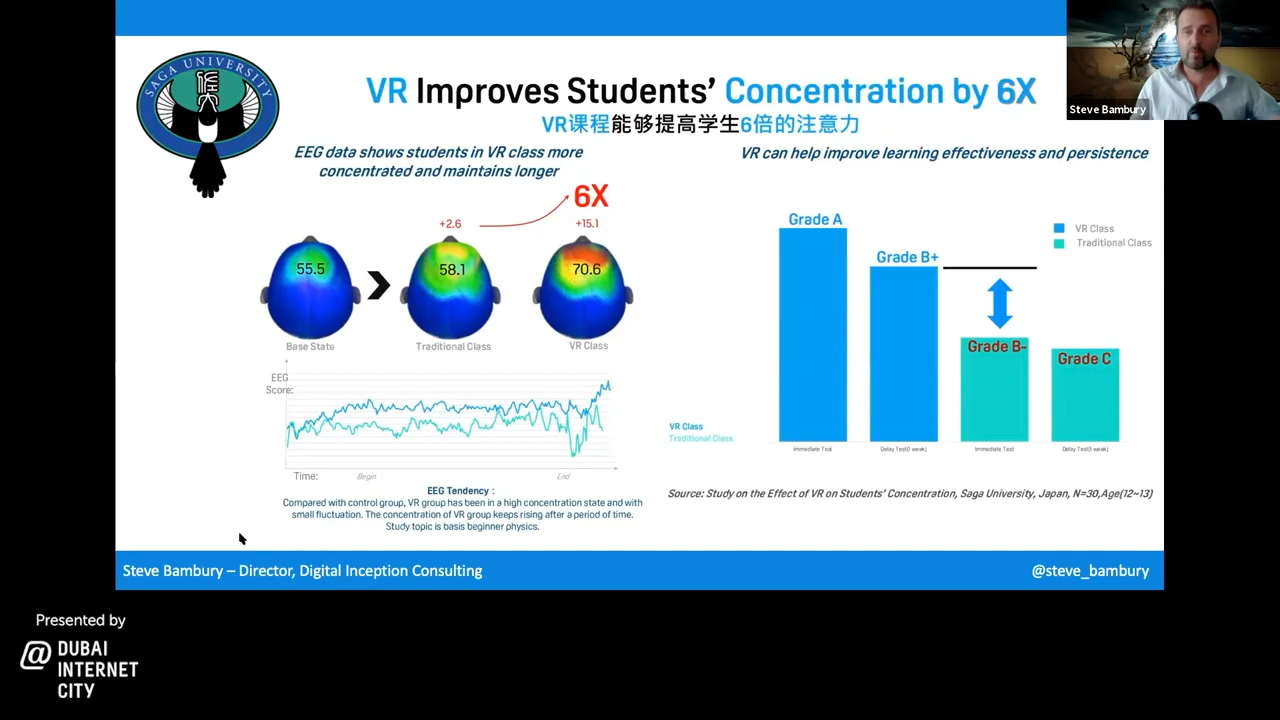 Steve Bambury
SAGA UNIVERSITY
VR Improves Students' Concentration by 6X
VR课程能够提高学生6倍的注意力
EEG data shows students in VR class more
concentrated and maintains longer
6X
+2.6
+15.1
55.5
58.1
70.6
Base State
Traditional Class
VR Class
EEG
Score:
Time:
Begin
End
EEG Tendency :
Compared with control group, VR group has been in a high concentration state and with
small fluctuation. The concentration of VR group keeps rising after a period of time.
Study topic is basis beginner physics.
VR can help improve learning effectiveness and persistence
Grade A
Grade B+
Grade B-
Grade C
VR Class
Traditional Class
VR Class
Traditional Class
Immediate Test
Delay Test(1 week)
Immediate Test
Delay Test(1 week)
Source: Study on the Effect of VR on Students' Concentration, Saga University, Japan, N=30,Age(12~13)
Steve Bambury – Director, Digital Inception Consulting
@steve_bambury
Presented by
@ DUBAI
INTERNET
CITY